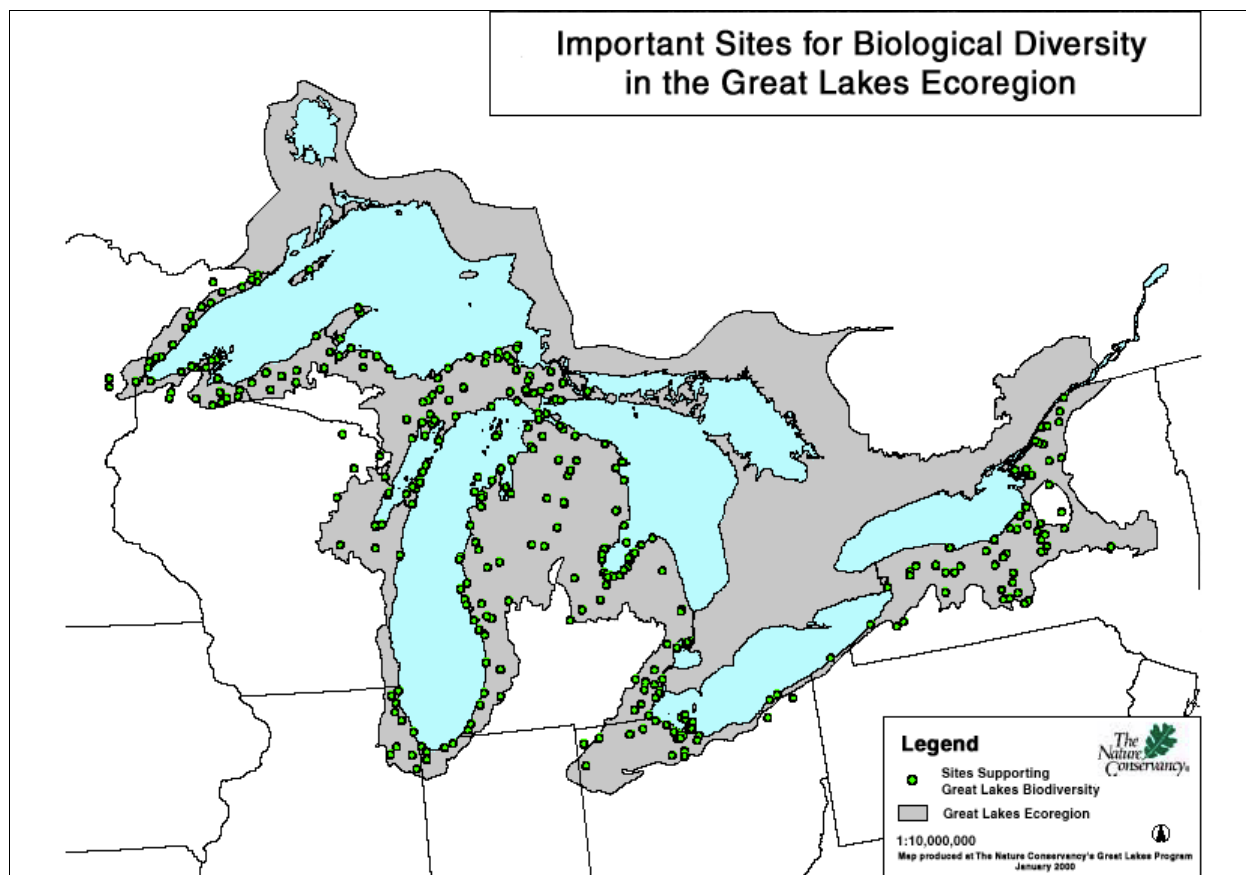 Important Sites for Biological Diversity
in the Great Lakes Ecoregion
Legend
The
Nature
Conservancy®
Sites Supporting
Great Lakes Biodiversity
Great Lakes Ecoregion
1:10,000,000
Map produced at The Nature Conservancy's Great Lakes Program
January 2000